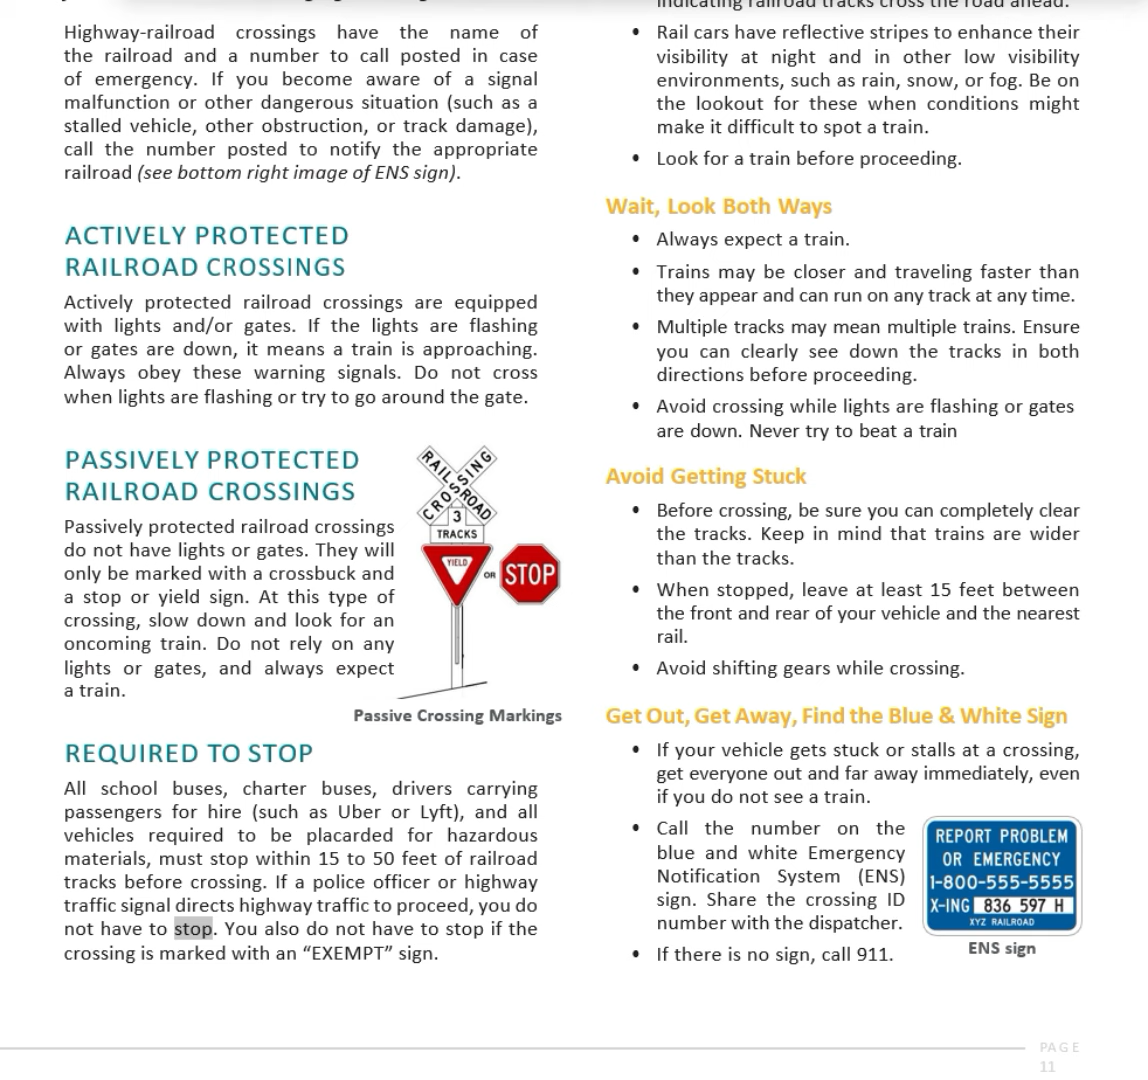 Highway-railroad crossings have the name of
the railroad and a number to call posted in case
of emergency. If you become aware of a signal
malfunction or other dangerous situation (such as a
stalled vehicle, other obstruction, or track damage),
call the number posted to notify the appropriate
railroad (see bottom right image of ENS sign).
ACTIVELY PROTECTED
RAILROAD CROSSINGS
Actively protected railroad crossings are equipped
with lights and/or gates. If the lights are flashing
or gates are down, it means a train is approaching.
Always obey these warning signals. Do not cross
when lights are flashing or try to go around the gate.
PASSIVELY PROTECTED
RAILROAD CROSSINGS
Passively protected railroad crossings
do not have lights or gates. They will
only be marked with a crossbuck and
a stop or yield sign. At this type of
crossing, slow down and look for an
oncoming train. Do not rely on any
lights or gates, and always expect
a train.
RAILROAD
CROSSING
3
TRACKS
YIELD
OR
STOP
Passive Crossing Markings
REQUIRED TO STOP
All school buses, charter buses, drivers carrying
passengers for hire (such as Uber or Lyft), and all
vehicles required to be placarded for hazardous
materials, must stop within 15 to 50 feet of railroad
tracks before crossing. If a police officer or highway
traffic signal directs highway traffic to proceed, you do
not have to stop. You also do not have to stop if the
crossing is marked with an “EXEMPT” sign.
indicating railroad tracks cross the road ahead.
• Rail cars have reflective stripes to enhance their
visibility at night and in other low visibility
environments, such as rain, snow, or fog. Be on
the lookout for these when conditions might
make it difficult to spot a train.
• Look for a train before proceeding.
Wait, Look Both Ways
• Always expect a train.
• Trains may be closer and traveling faster than
they appear and can run on any track at any time.
• Multiple tracks may mean multiple trains. Ensure
you can clearly see down the tracks in both
directions before proceeding.
• Avoid crossing while lights are flashing or gates
are down. Never try to beat a train
Avoid Getting Stuck
• Before crossing, be sure you can completely clear
the tracks. Keep in mind that trains are wider
than the tracks.
• When stopped, leave at least 15 feet between
the front and rear of your vehicle and the nearest
rail.
• Avoid shifting gears while crossing.
Get Out, Get Away, Find the Blue & White Sign
• If your vehicle gets stuck or stalls at a crossing,
get everyone out and far away immediately, even
if you do not see a train.
• Call the number on the
blue and white Emergency
Notification System (ENS)
sign. Share the crossing ID
number with the dispatcher.
• If there is no sign, call 911.
REPORT PROBLEM
OR EMERGENCY
1-800-555-5555
X-ING 836 597 H
XYZ RAILROAD
ENS sign
PAGE
11